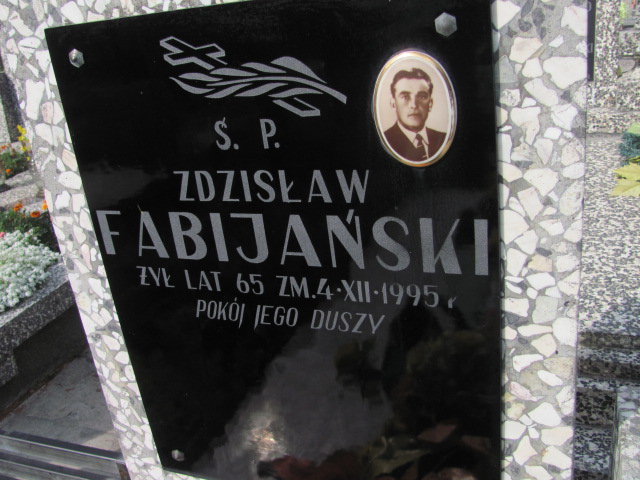 Ś. P.
ZDZISŁAW
FABIJAŃSKI
ŻYŁ LAT 65 ZM. 4·XII·1995 r
POKÓJ JEGO DUSZY